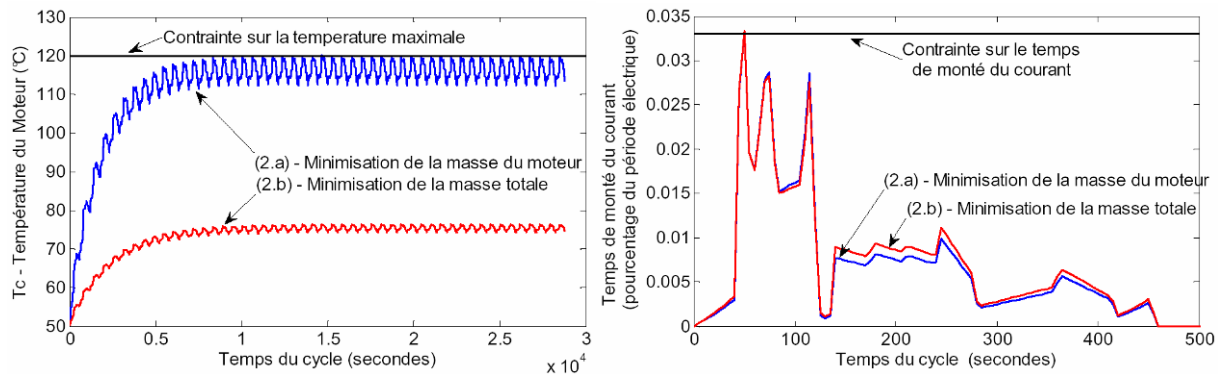 130
120
110
100
90
80
70
60
50
Tc - Température du Moteur (°C)
Contrainte sur la temperature maximale
(2.a) - Minimisation de la masse du moteur
(2.b) - Minimisation de la masse totale
0
0.5
1
1.5
2
2.5
3
Temps du cycle (secondes)
x 10⁴
0.035
0.03
0.025
0.02
0.015
0.01
0.005
0
Temps de monté du courant
(pourcentage du période électrique)
Contrainte sur le temps
de monté du courant
(2.a) - Minimisation de la masse du moteur
(2.b) - Minimisation de la masse totale
0
100
200
300
400
500
Temps du cycle (secondes)